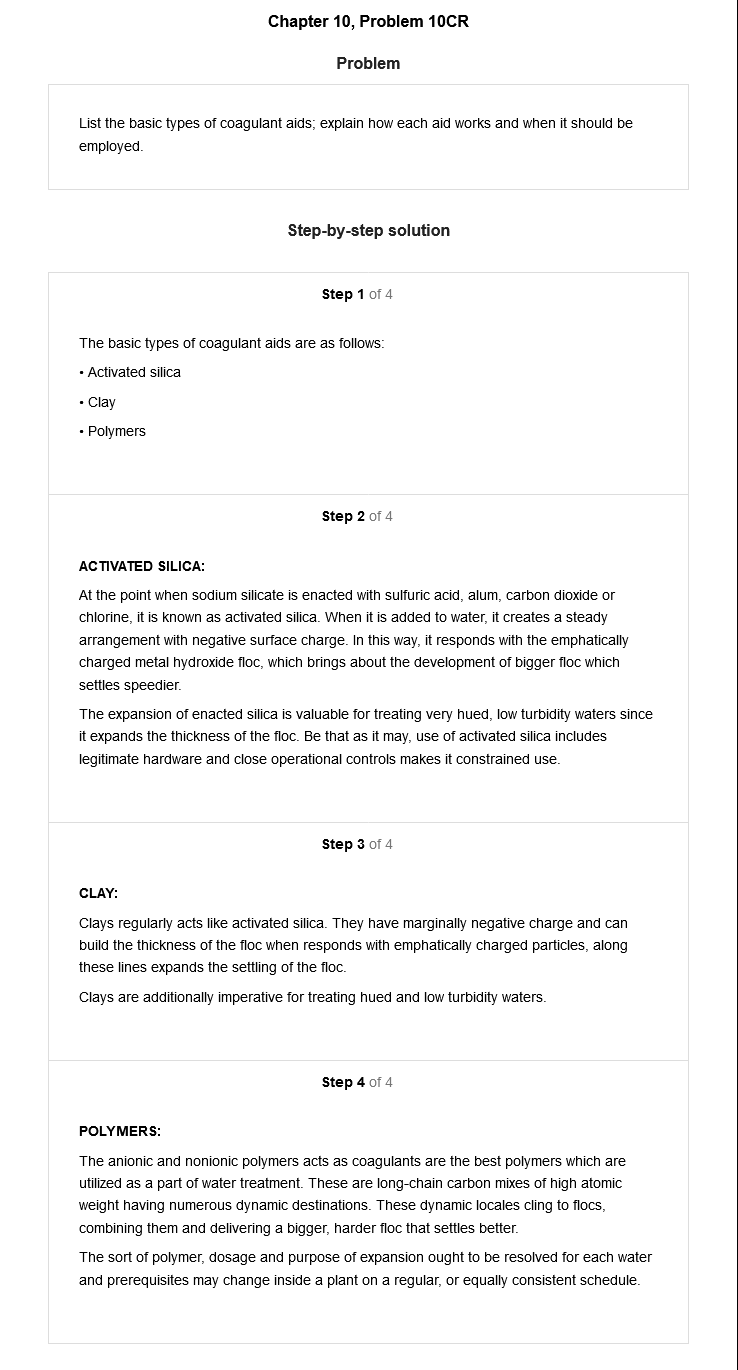 Chapter 10, Problem 10CR
Problem
List the basic types of coagulant aids; explain how each aid works and when it should be
employed.
Step-by-step solution
Step 1 of 4
The basic types of coagulant aids are as follows:
• Activated silica
• Clay
• Polymers
Step 2 of 4
ACTIVATED SILICA:
At the point when sodium silicate is enacted with sulfuric acid, alum, carbon dioxide or
chlorine, it is known as activated silica. When it is added to water, it creates a steady
arrangement with negative surface charge. In this way, it responds with the emphatically
charged metal hydroxide floc, which brings about the development of bigger floc which
settles speedier.
The expansion of enacted silica is valuable for treating very hued, low turbidity waters since
it expands the thickness of the floc. Be that as it may, use of activated silica includes
legitimate hardware and close operational controls makes it constrained use.
Step 3 of 4
CLAY:
Clays regularly acts like activated silica. They have marginally negative charge and can
build the thickness of the floc when responds with emphatically charged particles, along
these lines expands the settling of the floc.
Clays are additionally imperative for treating hued and low turbidity waters.
Step 4 of 4
POLYMERS:
The anionic and nonionic polymers acts as coagulants are the best polymers which are
utilized as a part of water treatment. These are long-chain carbon mixes of high atomic
weight having numerous dynamic destinations. These dynamic locales cling to flocs,
combining them and delivering a bigger, harder floc that settles better.
The sort of polymer, dosage and purpose of expansion ought to be resolved for each water
and prerequisites may change inside a plant on a regular, or equally consistent schedule.